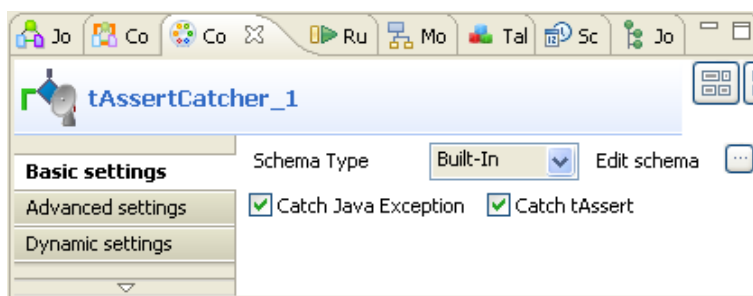 Jo Co Co Ru Mo Tal Sc Jo
tAssertCatcher_1
Basic settings
Advanced settings
Dynamic settings
Schema Type Built-In Edit schema ...
Catch Java Exception Catch tAssert